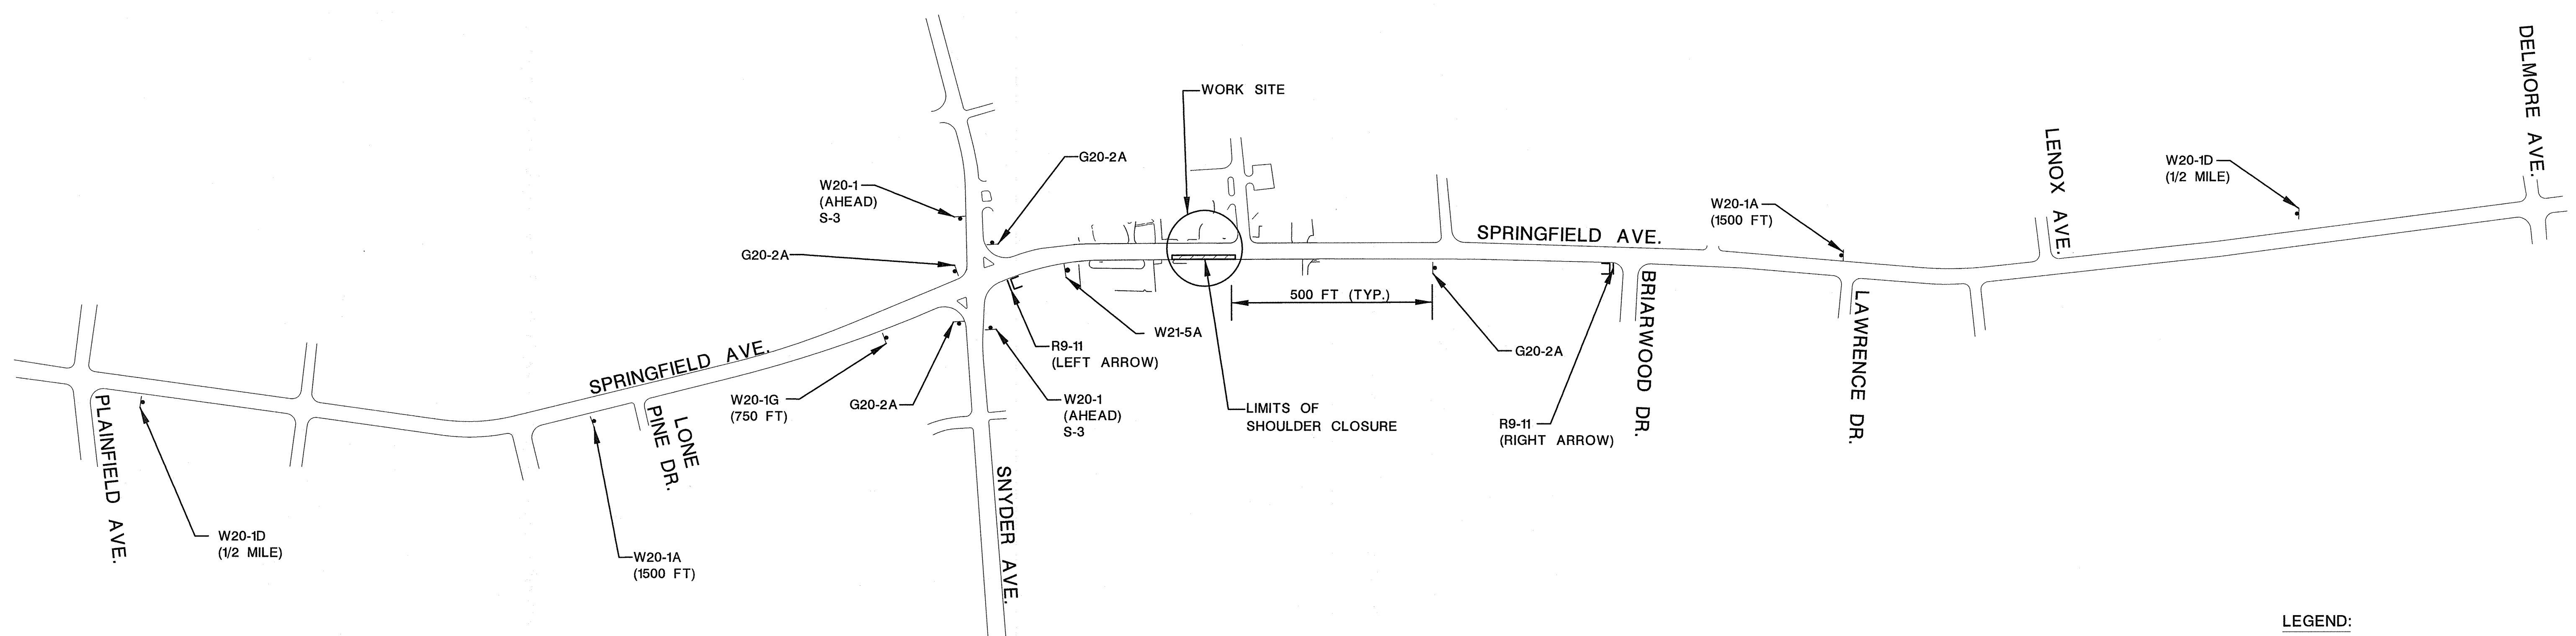 WORK SITE
G20-2A
W20-1
(AHEAD)
S-3
G20-2A
SPRINGFIELD AVE.
W20-1A
(1500 FT)
LENOX AVE.
W20-1D
(1/2 MILE)
DELMORE AVE.
500 FT (TYP.)
W21-5A
R9-11
(LEFT ARROW)
G20-2A
BRIARWOOD DR.
LAWRENCE DR.
SPRINGFIELD AVE.
W20-1G
(750 FT)
G20-2A
W20-1
(AHEAD)
S-3
LIMITS OF
SHOULDER CLOSURE
R9-11
(RIGHT ARROW)
PLAINFIELD AVE.
LONE
PINE DR.
SNYDER AVE.
W20-1D
(1/2 MILE)
W20-1A
(1500 FT)
LEGEND: